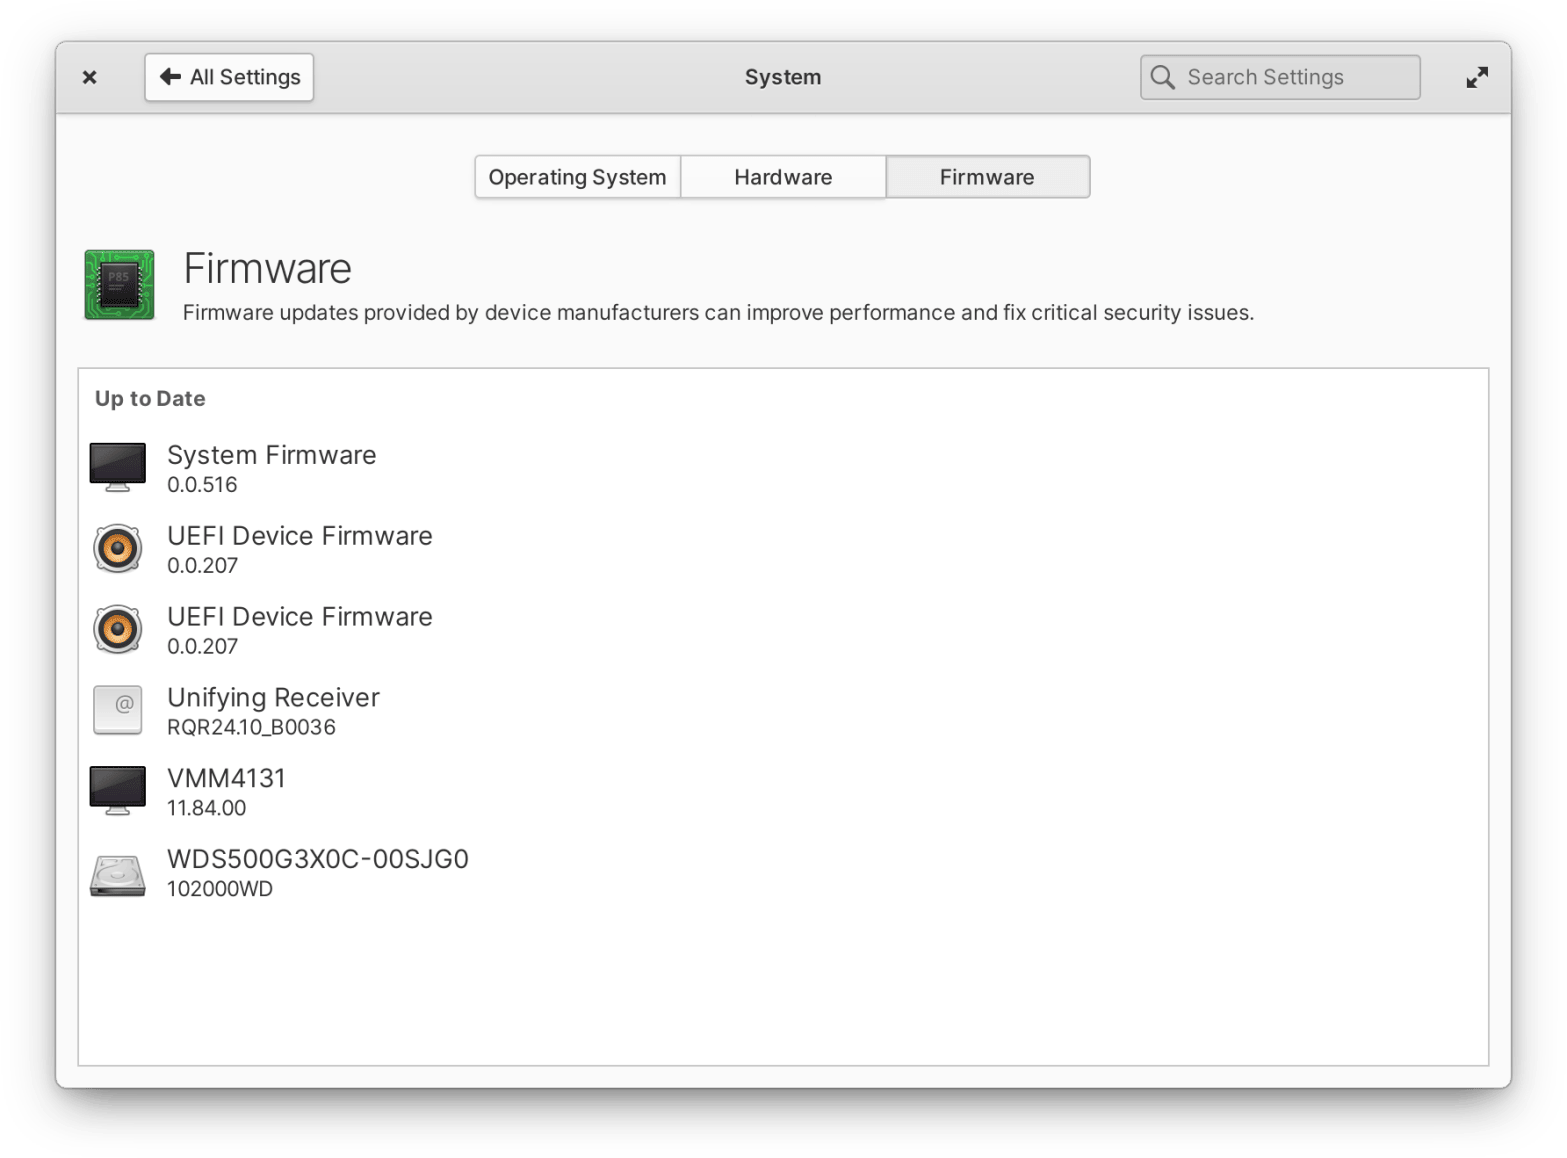 All Settings
System
Search Settings
Operating System
Hardware
Firmware
P85
Firmware
Firmware updates provided by device manufacturers can improve performance and fix critical security issues.
Up to Date
System Firmware
0.0.516
UEFI Device Firmware
0.0.207
UEFI Device Firmware
0.0.207
@
Unifying Receiver
RQR24.10_B0036
VMM4131
11.84.00
WDS500G3X0C-00SJG0
102000WD